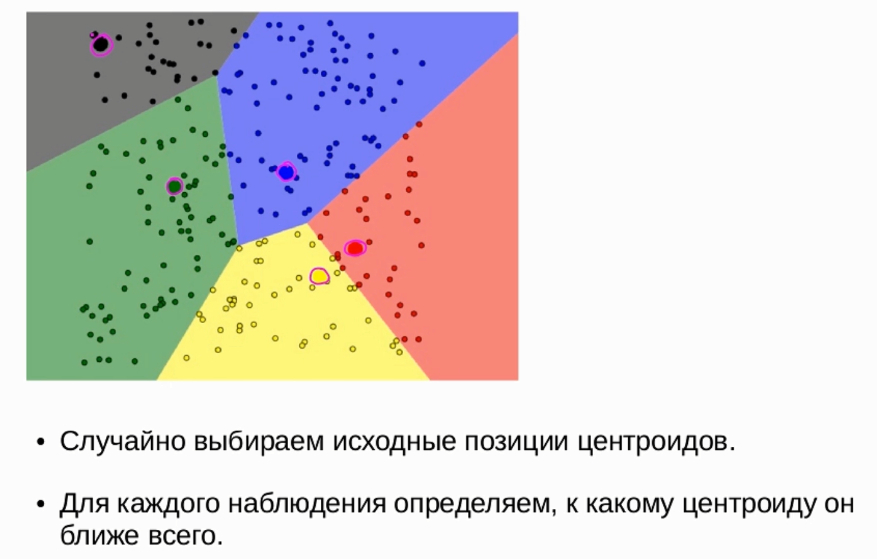 • Случайно выбираем исходные позиции центроидов.
• Для каждого наблюдения определяем, к какому центроиду он
ближе всего.